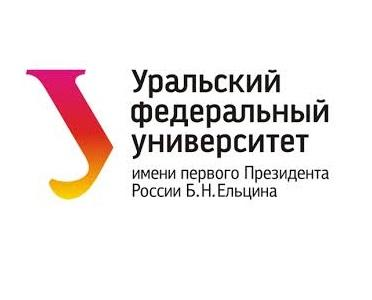 Уральский
федеральный
университет
имени первого Президента
России Б.Н.Ельцина